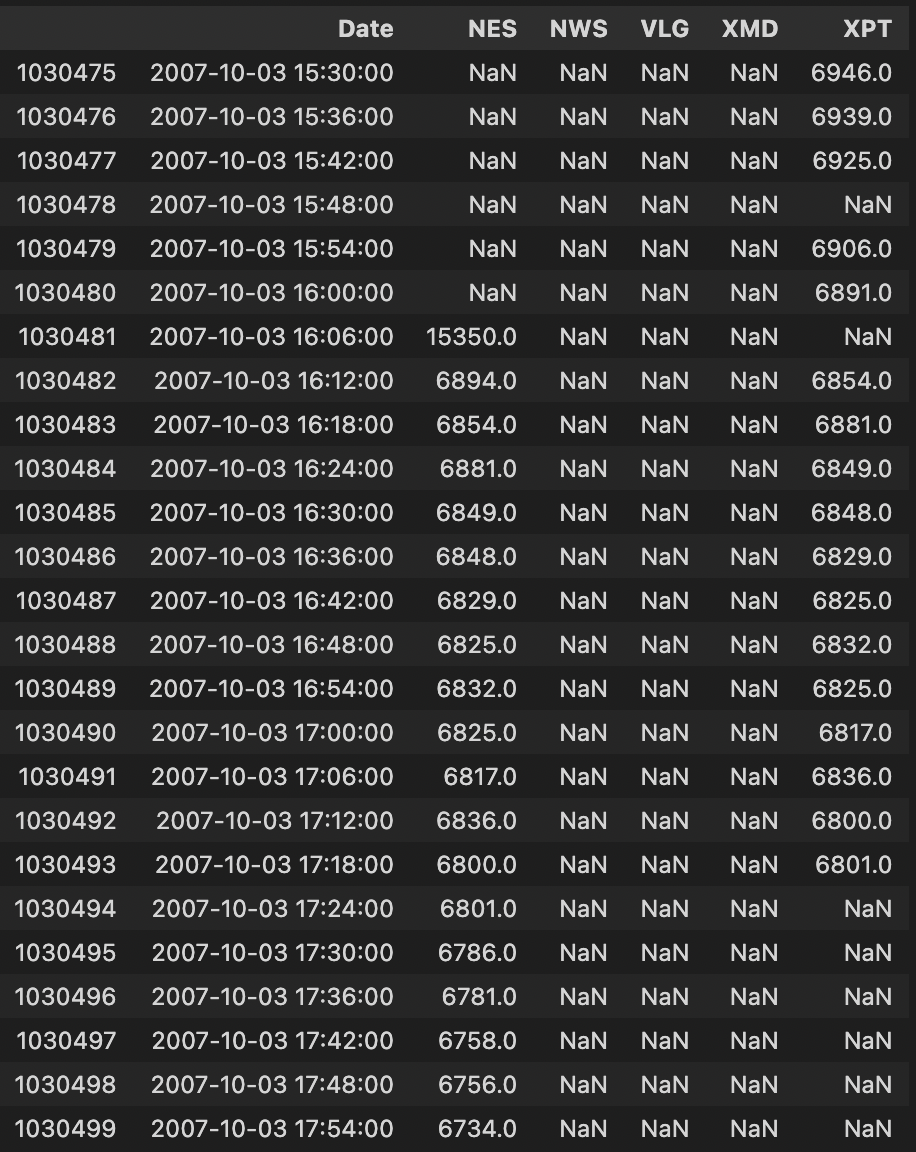 Date NES NWS VLG XMD XPT
1030475 2007-10-03 15:30:00 NaN NaN NaN NaN 6946.0
1030476 2007-10-03 15:36:00 NaN NaN NaN NaN 6939.0
1030477 2007-10-03 15:42:00 NaN NaN NaN NaN 6925.0
1030478 2007-10-03 15:48:00 NaN NaN NaN NaN NaN
1030479 2007-10-03 15:54:00 NaN NaN NaN NaN 6906.0
1030480 2007-10-03 16:00:00 NaN NaN NaN NaN 6891.0
1030481 2007-10-03 16:06:00 15350.0 NaN NaN NaN NaN
1030482 2007-10-03 16:12:00 6894.0 NaN NaN NaN 6854.0
1030483 2007-10-03 16:18:00 6854.0 NaN NaN NaN 6881.0
1030484 2007-10-03 16:24:00 6881.0 NaN NaN NaN 6849.0
1030485 2007-10-03 16:30:00 6849.0 NaN NaN NaN 6848.0
1030486 2007-10-03 16:36:00 6848.0 NaN NaN NaN 6829.0
1030487 2007-10-03 16:42:00 6829.0 NaN NaN NaN 6825.0
1030488 2007-10-03 16:48:00 6825.0 NaN NaN NaN 6832.0
1030489 2007-10-03 16:54:00 6832.0 NaN NaN NaN 6825.0
1030490 2007-10-03 17:00:00 6825.0 NaN NaN NaN 6817.0
1030491 2007-10-03 17:06:00 6817.0 NaN NaN NaN 6836.0
1030492 2007-10-03 17:12:00 6836.0 NaN NaN NaN 6800.0
1030493 2007-10-03 17:18:00 6800.0 NaN NaN NaN 6801.0
1030494 2007-10-03 17:24:00 6801.0 NaN NaN NaN NaN
1030495 2007-10-03 17:30:00 6786.0 NaN NaN NaN NaN
1030496 2007-10-03 17:36:00 6781.0 NaN NaN NaN NaN
1030497 2007-10-03 17:42:00 6758.0 NaN NaN NaN NaN
1030498 2007-10-03 17:48:00 6756.0 NaN NaN NaN NaN
1030499 2007-10-03 17:54:00 6734.0 NaN NaN NaN NaN